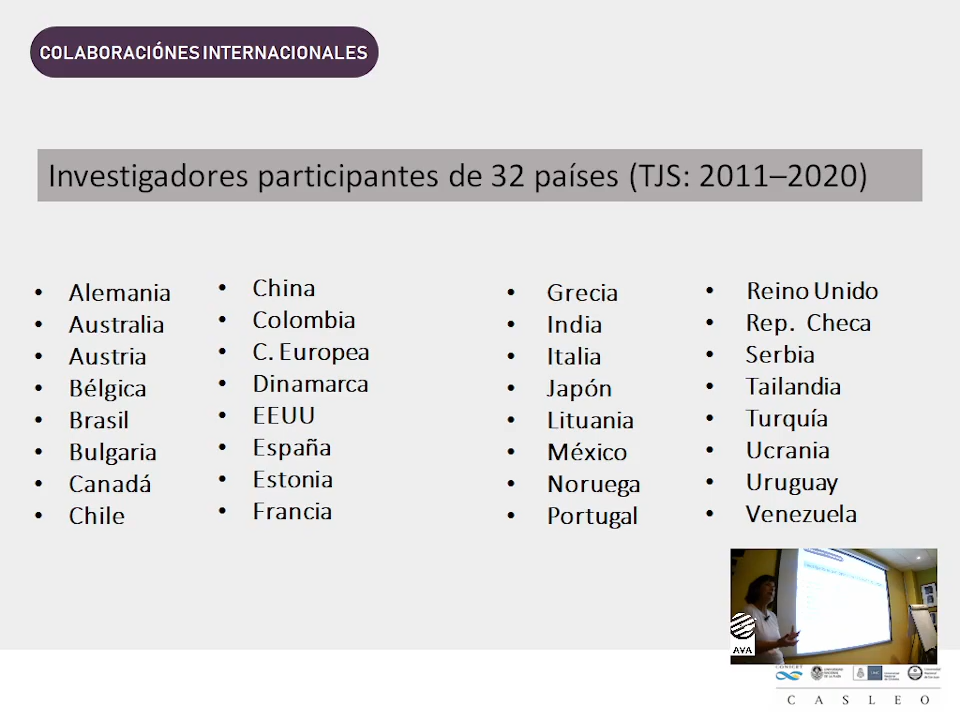 COLABORACIÓNES INTERNACIONALES
Investigadores participantes de 32 países (TJS: 2011–2020)
• Alemania
• Australia
• Austria
• Bélgica
• Brasil
• Bulgaria
• Canadá
• Chile
• China
• Colombia
• C. Europea
• Dinamarca
• EEUU
• España
• Estonia
• Francia
• Grecia
• India
• Italia
• Japón
• Lituania
• México
• Noruega
• Portugal
• Reino Unido
• Rep. Checa
• Serbia
• Tailandia
• Turquía
• Ucrania
• Uruguay
• Venezuela
AVA
CONICET
CASLEO